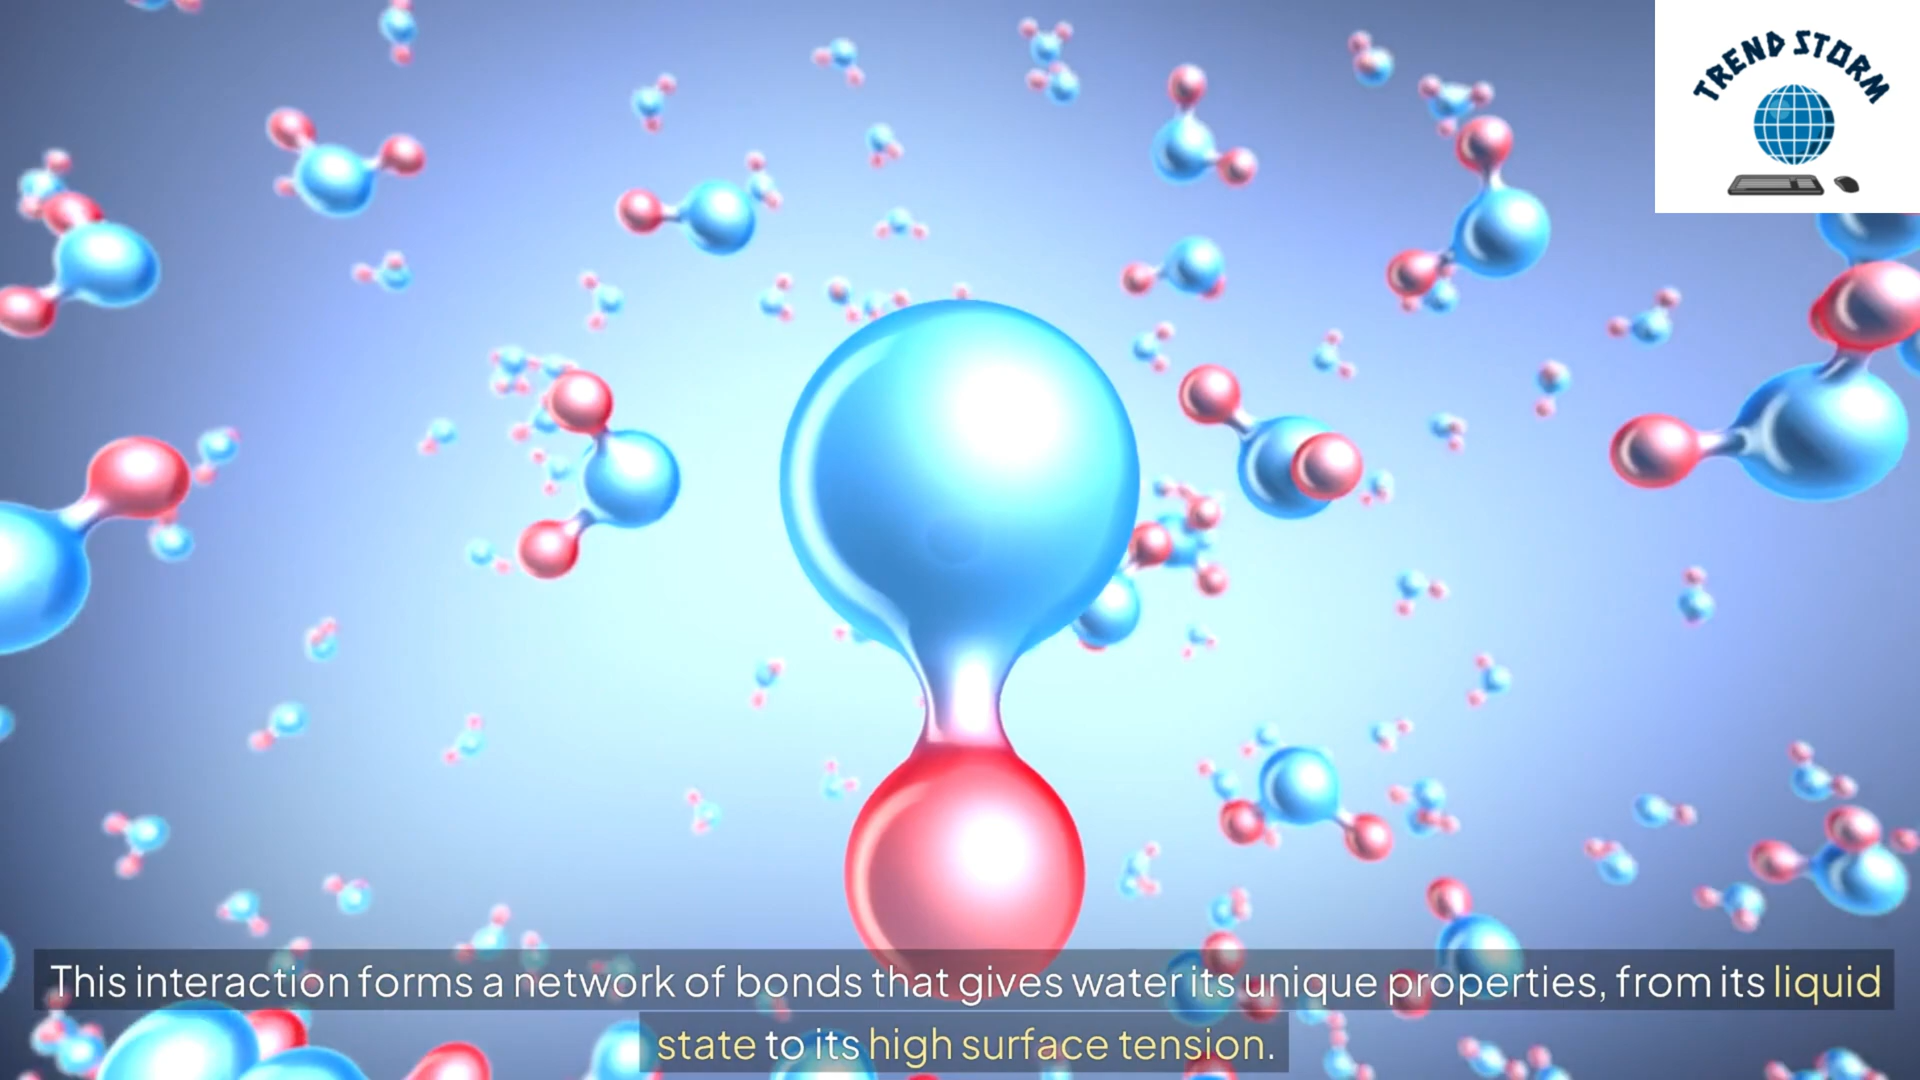 TREND STORM
This interaction forms a network of bonds that gives water its unique properties, from its liquid
state to its high surface tension.